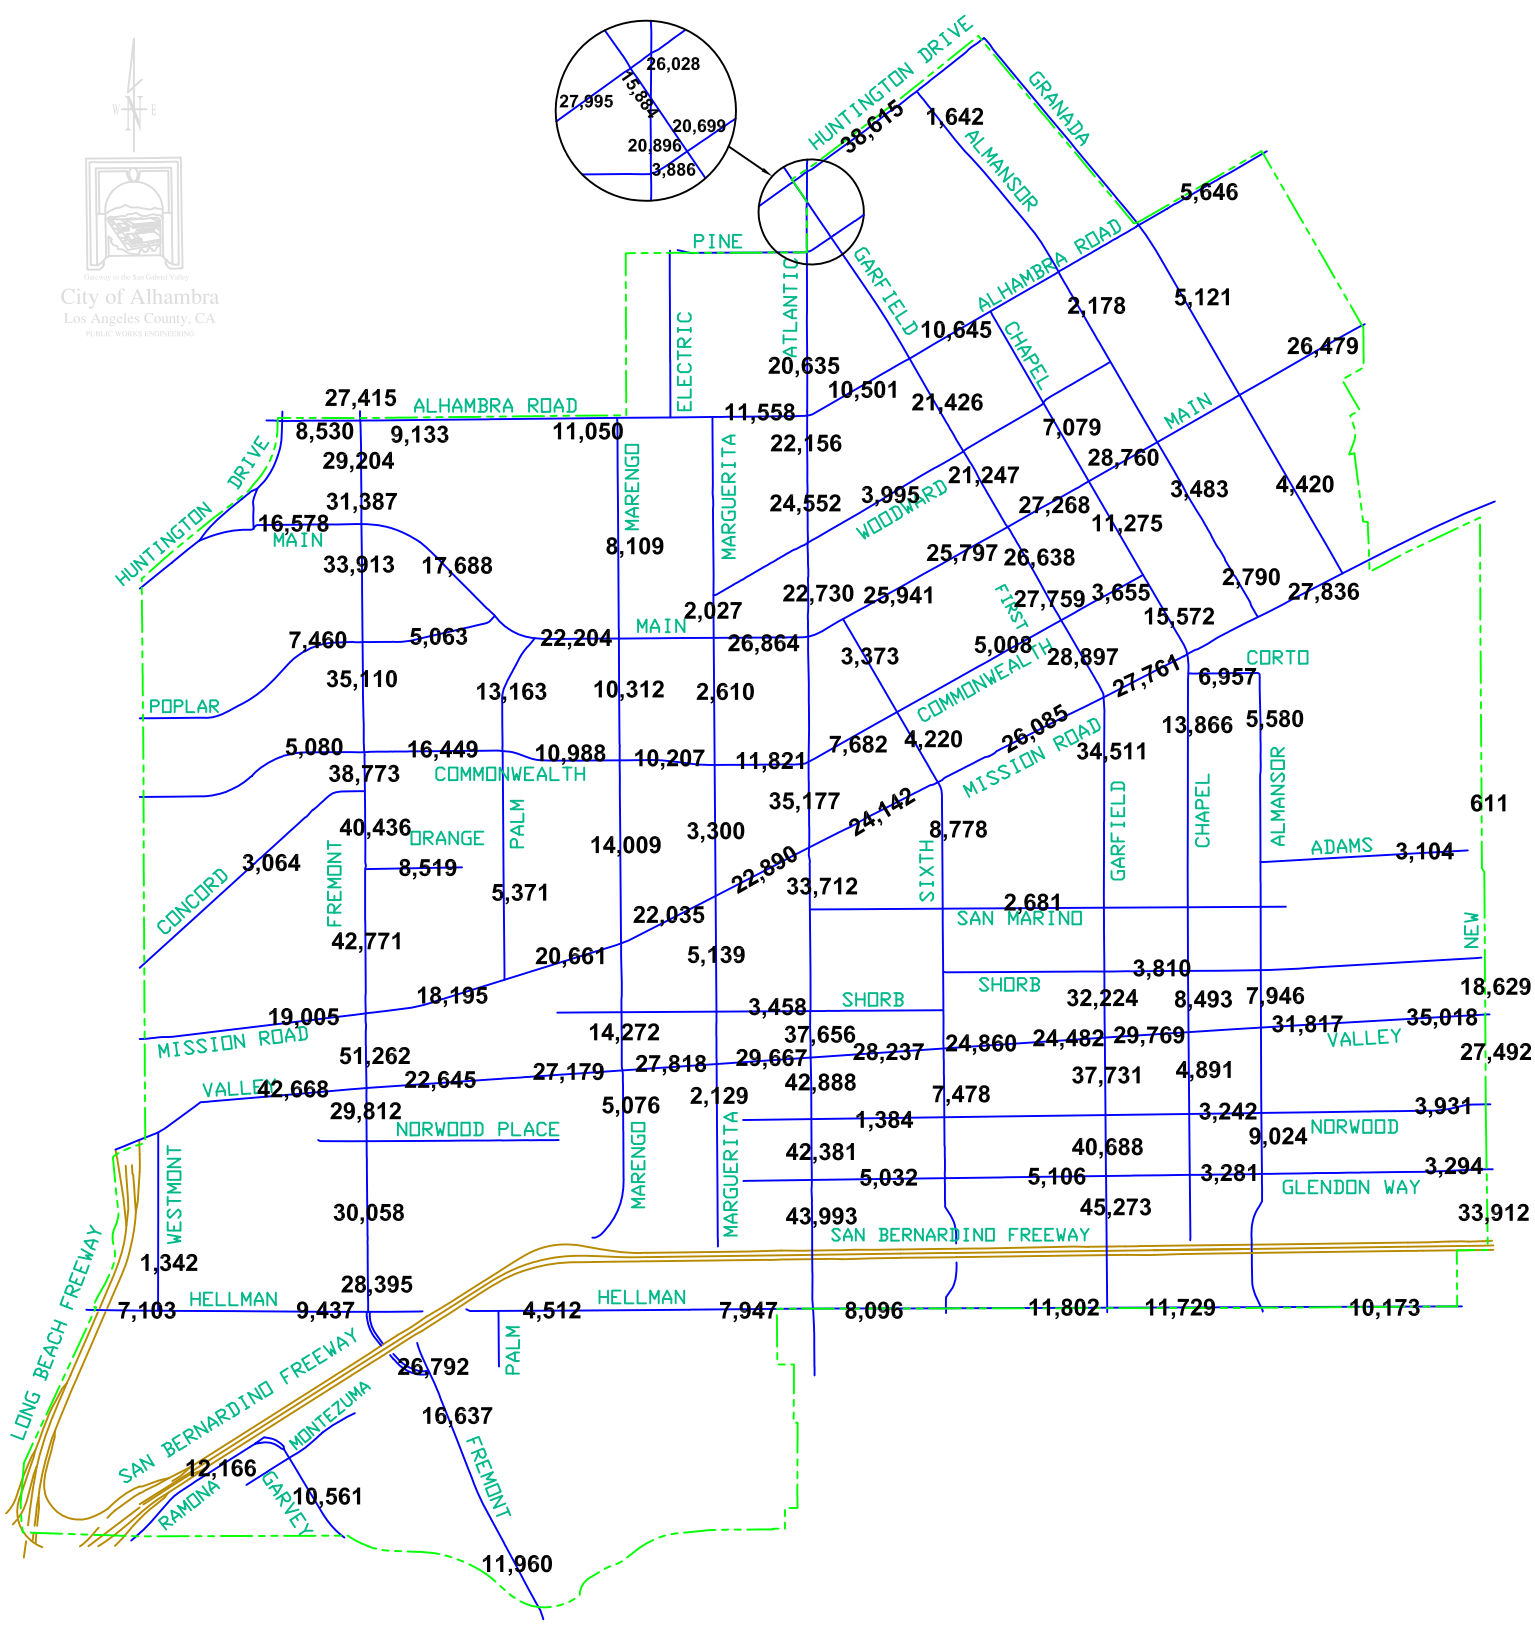 HUNTINGTON DRIVE
GRANADA
26,028
27,995
15,884
20,699
20,896
3,886
38,615
1,642
ALMANSOR
W N E
Gateway to the San Gabriel Valley
City of Alhambra
Los Angeles County, CA
PUBLIC WORKS ENGINEERING
5,646
PINE
ATLANTIC
GARFIELD
ALHAMBRA ROAD
2,178
5,121
ELECTRIC
10,645
CHAPEL
26,479
20,635
10,501
21,426
27,415
ALHAMBRA ROAD
11,558
MAIN
8,530
9,133
11,050
22,156
7,079
HUNTINGTON DRIVE
29,204
MARENGO
MARGUERITA
28,760
21,247
31,387
24,552
3,995
WOODWARD
3,483
4,420
27,268
16,578
MAIN
11,275
8,109
25,797
26,638
33,913
17,688
2,790
27,836
22,730
25,941
FIRST
27,759
3,655
2,027
15,572
7,460
5,063
22,204
MAIN
26,864
3,373
5,008
28,897
CORTO
35,110
13,163
10,312
2,610
COMMONWEALTH
27,761
6,957
POPLAR
13,866
5,580
5,080
16,449
10,988
10,207
11,821
7,682
4,220
26,085
MISSION ROAD
34,511
38,773
COMMONWEALTH
35,177
24,142
611
40,436
ORANGE
PALM
14,009
3,300
8,778
GARFIELD
CHAPEL
ALMANSOR
3,064
8,519
22,890
ADAMS
3,104
CONCORD
FREMONT
5,371
33,712
SIXTH
22,035
2,681
SAN MARINO
42,771
20,661
5,139
3,810
NEW
18,195
3,458
SHORB
SHORB
32,224
8,493
7,946
18,629
19,005
MISSION ROAD
14,272
37,656
24,860
24,482
29,769
31,817
35,018
VALLEY
51,262
27,179
27,818
29,667
28,237
27,492
VALLEY
42,668
22,645
42,888
37,731
4,891
29,812
5,076
2,129
7,478
NORWOOD PLACE
1,384
3,242
3,931
NORWOOD
WESTMONT
MARENGO
MARGUERITA
42,381
40,688
9,024
5,032
5,106
3,281
3,294
GLENDON WAY
30,058
43,993
45,273
33,912
SAN BERNARDINO FREEWAY
1,342
28,395
HELLMAN
HELLMAN
7,103
9,437
4,512
7,947
8,096
11,802
11,729
10,173
LONG BEACH FREEWAY
PALM
26,792
SAN BERNARDINO FREEWAY
MONTEZUMA
16,637
12,166
FREMONT
RAMONA
GARVEY
10,561
11,960